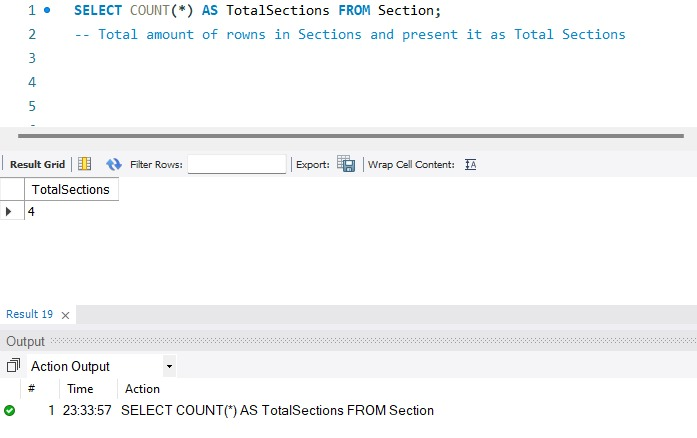 1 SELECT COUNT(*) AS TotalSections FROM Section;
2 -- Total amount of rowns in Sections and present it as Total Sections
3
4
5
Result Grid Filter Rows: Export: Wrap Cell Content:
TotalSections
4
Result 19
Output
Action Output
# Time Action
1 23:33:57 SELECT COUNT(*) AS TotalSections FROM Section